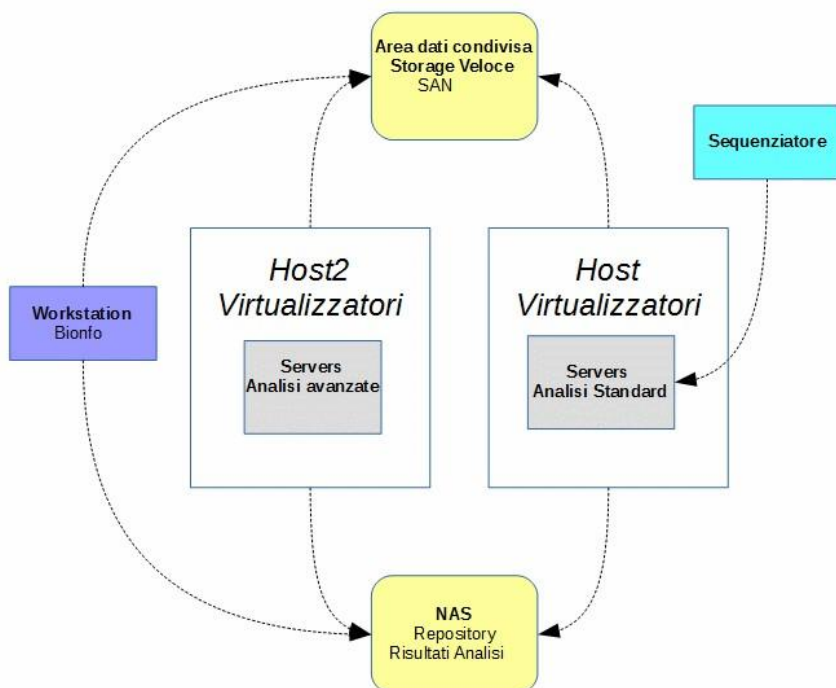 Area dati condivisa
Storage Veloce
SAN
Sequenziatore
Host2
Virtualizzatori
Host
Virtualizzatori
Workstation
Bionfo
Servers
Analisi avanzate
Servers
Analisi Standard
NAS
Repository
Risultati Analisi